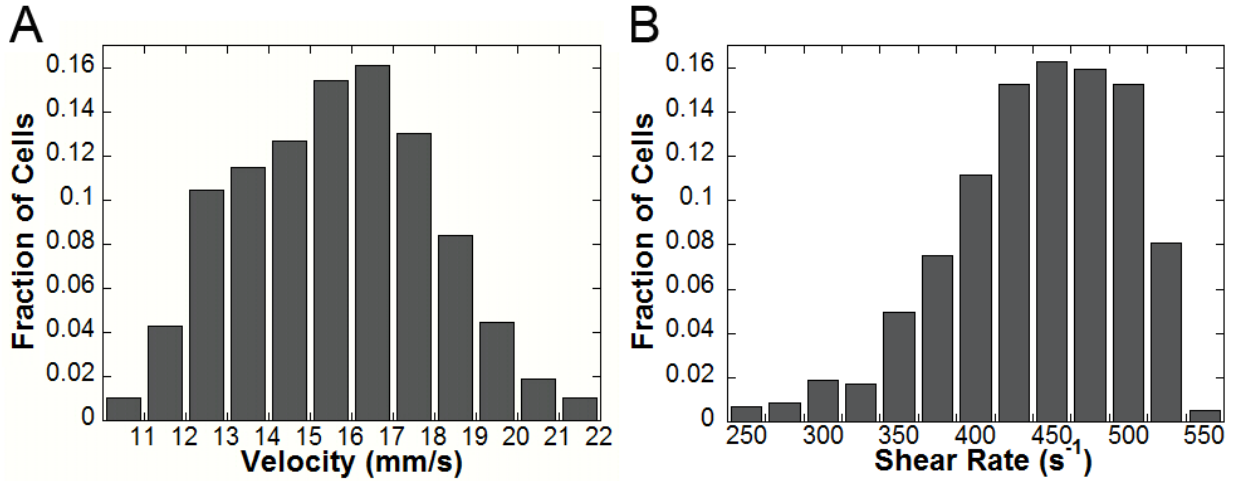 A
0.16
0.14
0.12
0.1
0.08
0.06
0.04
0.02
0
Fraction of Cells
11 12 13 14 15 16 17 18 19 20 21 22
Velocity (mm/s)
B
0.16
0.14
0.12
0.1
0.08
0.06
0.04
0.02
0
Fraction of Cells
250 300 350 400 450 500 550
Shear Rate (s⁻¹)